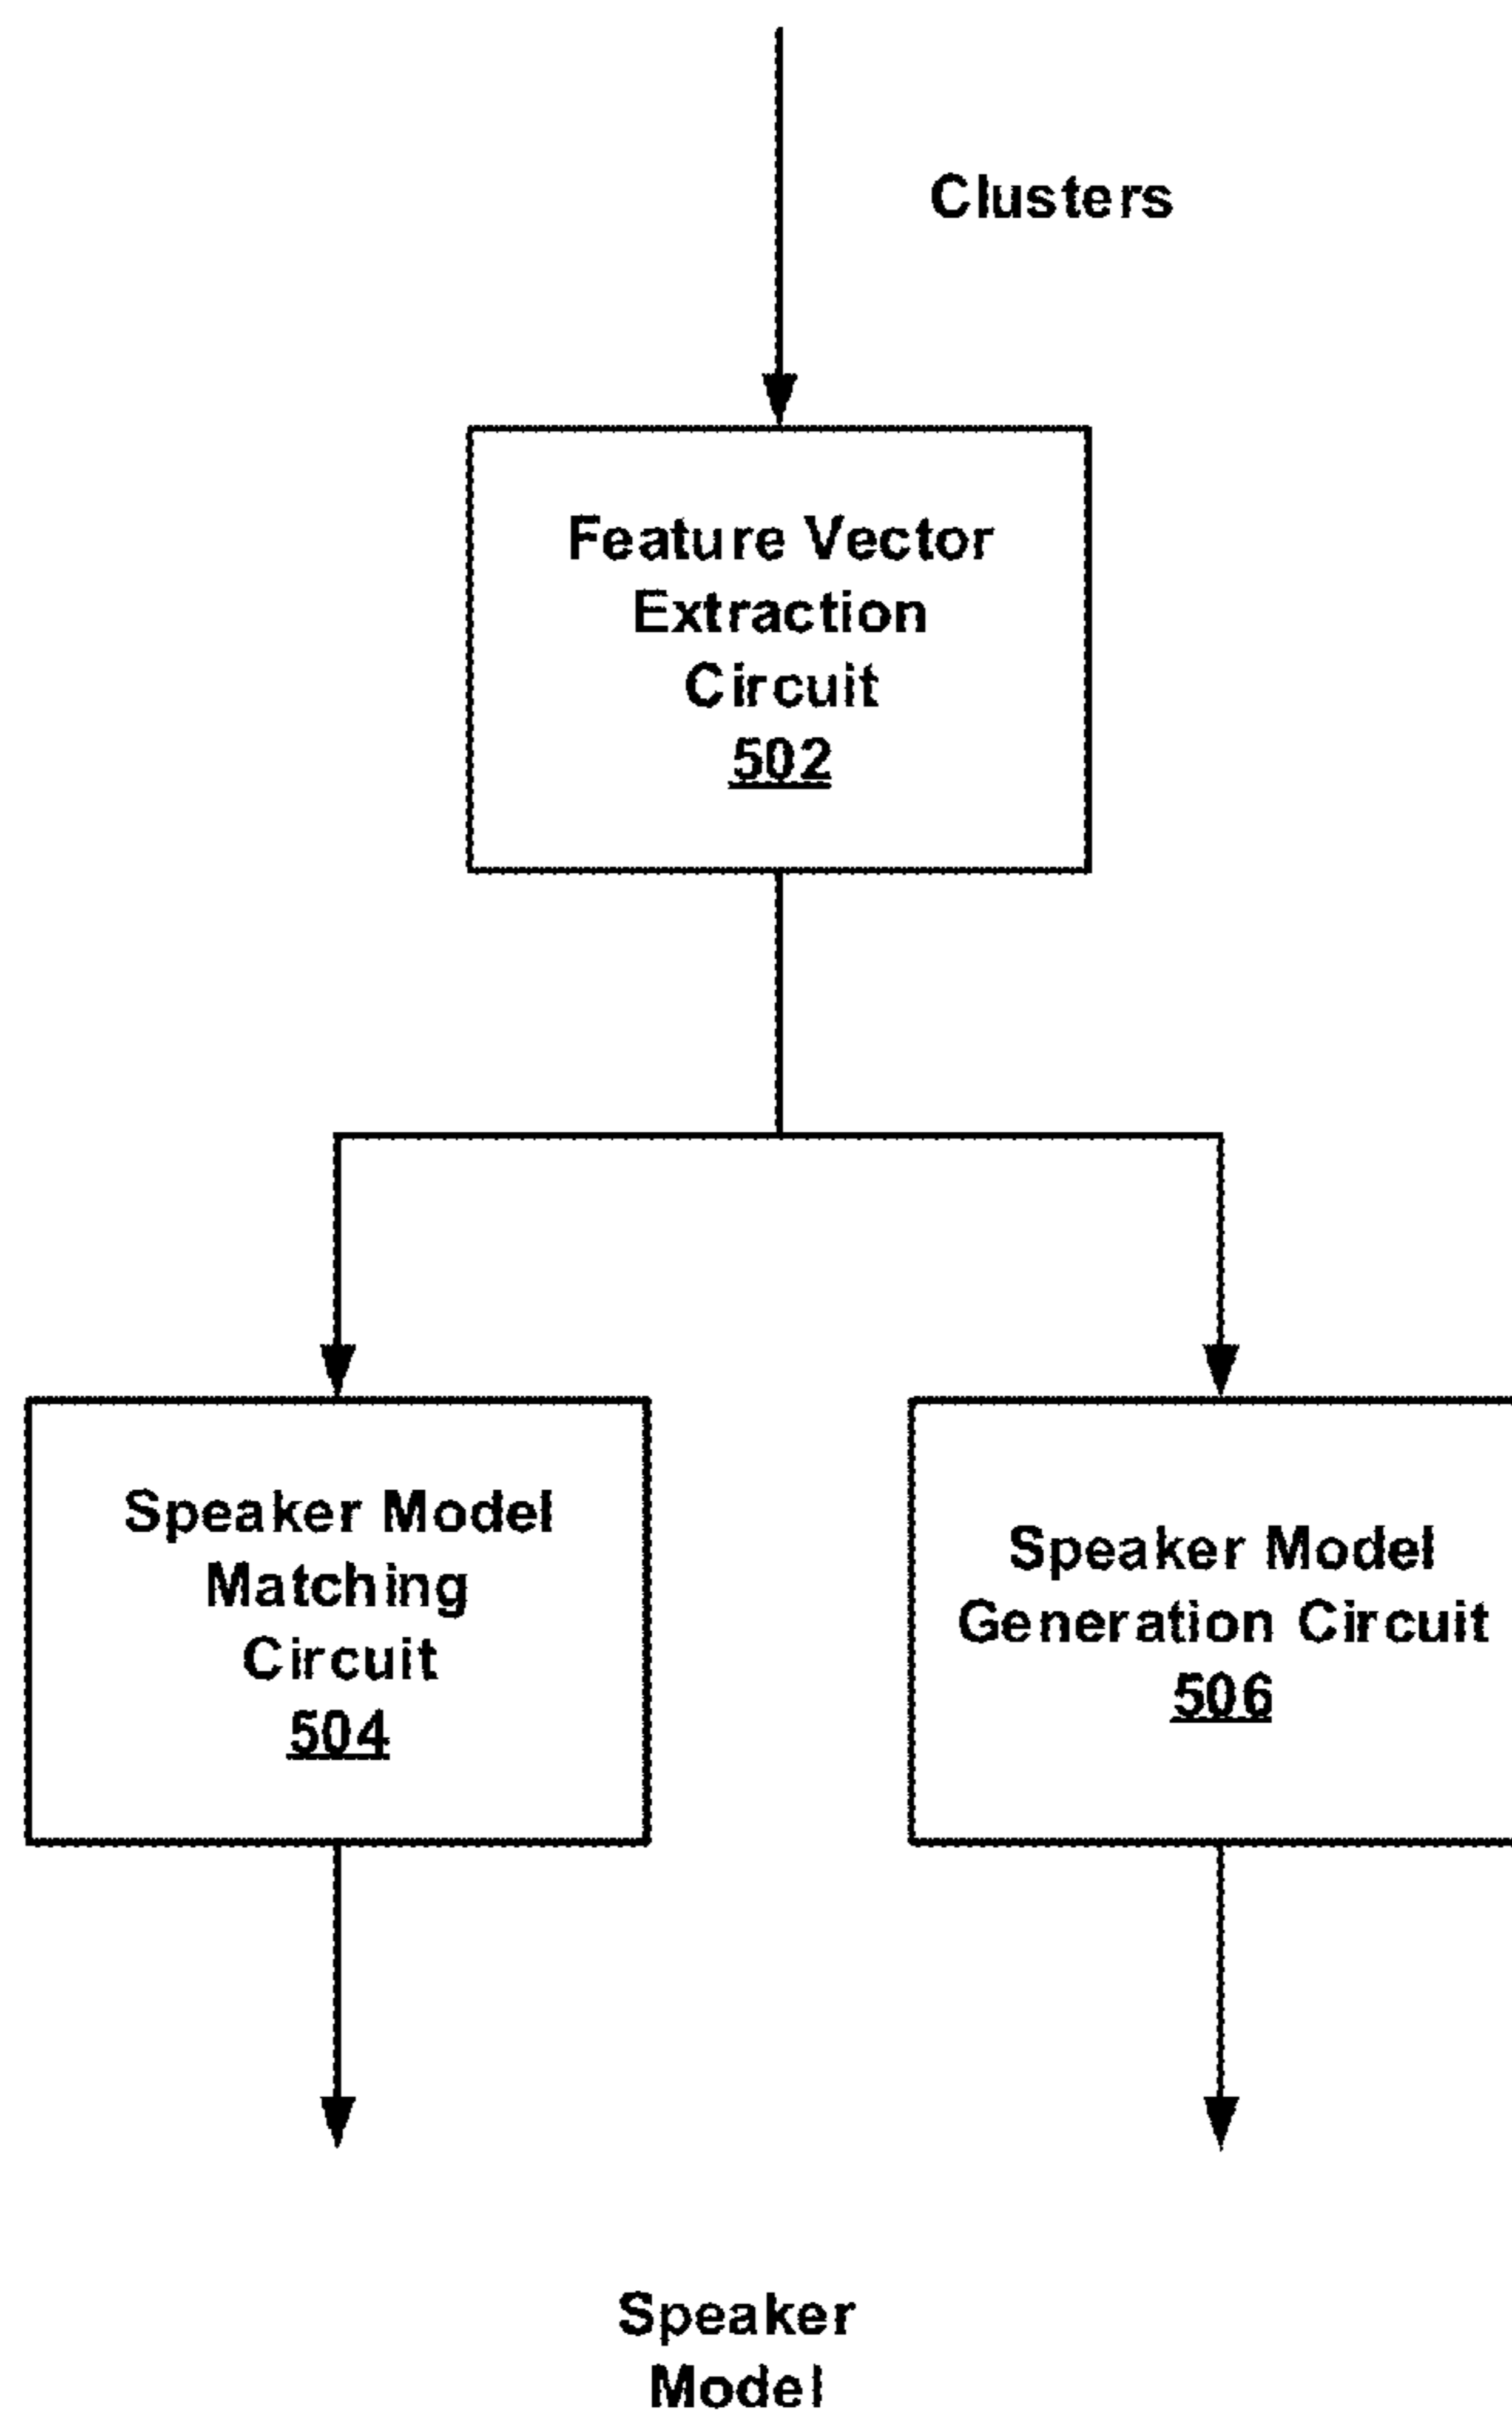 Clusters
Feature Vector
Extraction
Circuit
502
Speaker Model
Matching
Circuit
504
Speaker Model
Generation Circuit
506
Speaker
Model